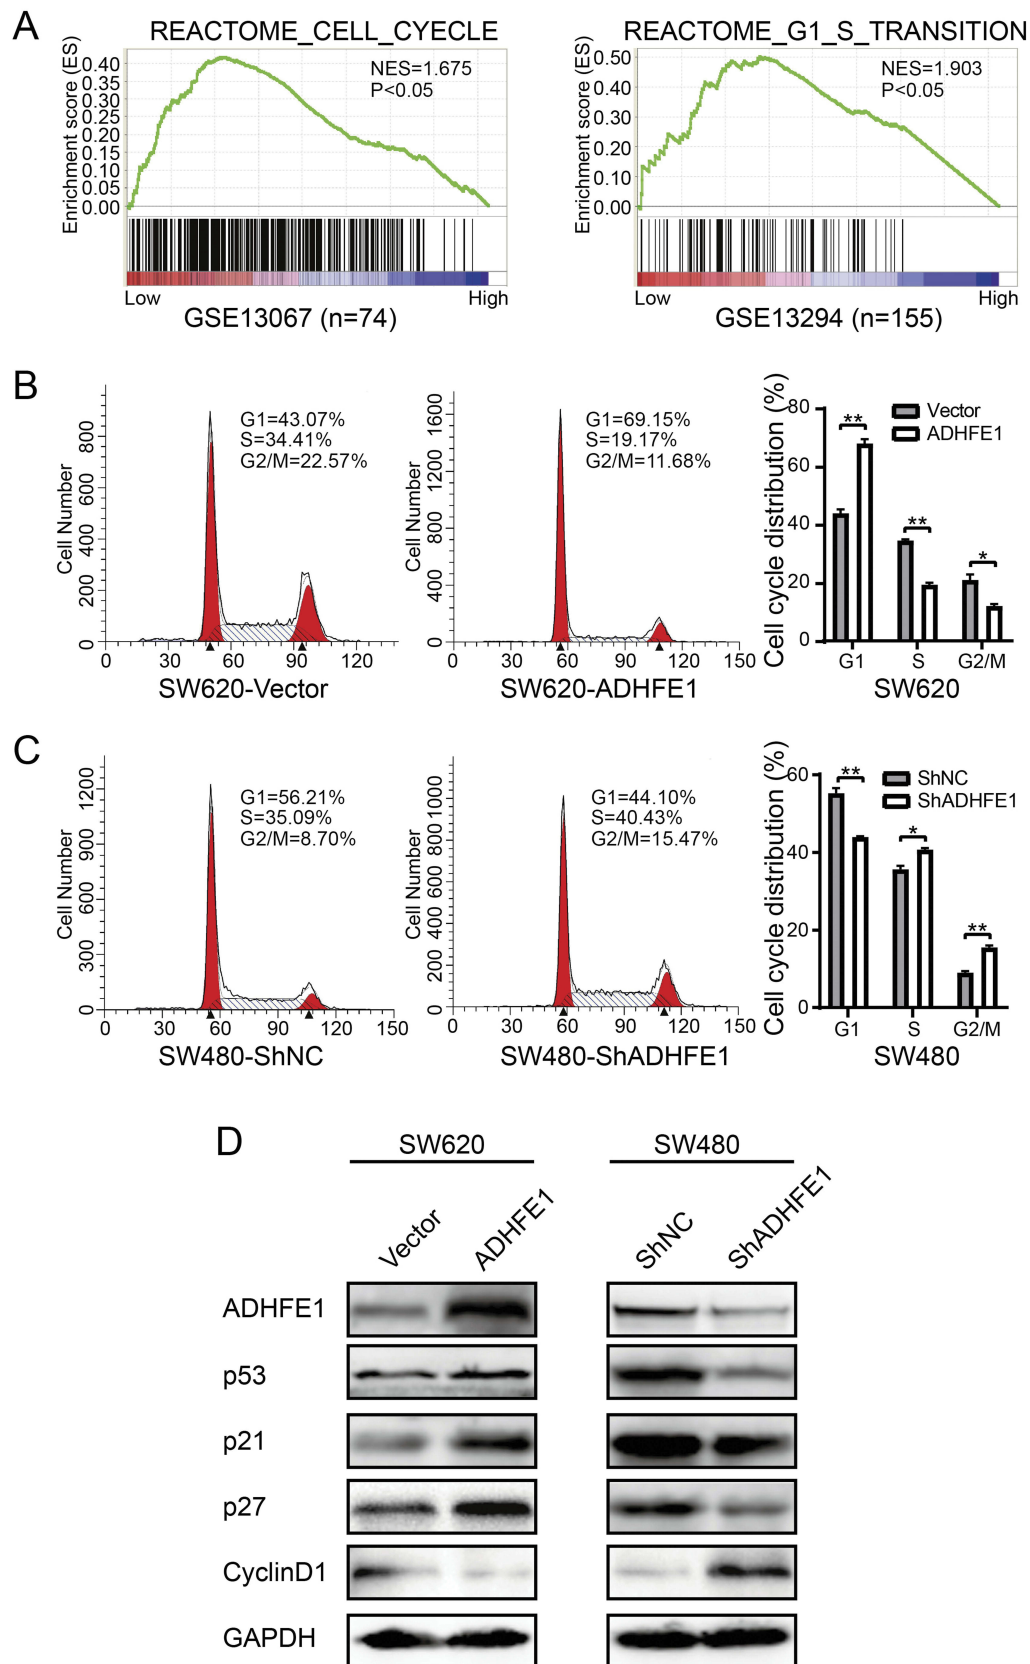 A
REACTOME_CELL_CYECLE
Enrichment score (ES)
0.40
0.35
0.30
0.25
0.20
0.15
0.10
0.05
0.00
NES=1.675
P<0.05
Low
High
GSE13067 (n=74)
REACTOME_G1_S_TRANSITION
Enrichment score (ES)
0.50
0.40
0.30
0.20
0.10
0.00
NES=1.903
P<0.05
Low
High
GSE13294 (n=155)
B
Cell Number
800
600
400
200
0
G1=43.07%
S=34.41%
G2/M=22.57%
0 30 60 90 120
SW620-Vector
Cell Number
1600
1200
800
400
0
G1=69.15%
S=19.17%
G2/M=11.68%
0 30 60 90 120 150
SW620-ADHFE1
Cell cycle distribution (%)
80
60
40
20
0
Vector
ADHFE1
**
**
*
G1 S G2/M
SW620
C
Cell Number
1200
900
600
300
0
G1=56.21%
S=35.09%
G2/M=8.70%
0 30 60 90 120 150
SW480-ShNC
Cell Number
1000
800
600
400
200
0
G1=44.10%
S=40.43%
G2/M=15.47%
0 30 60 90 120 150
SW480-ShADHFE1
Cell cycle distribution (%)
60
40
20
0
ShNC
ShADHFE1
**
*
**
G1 S G2/M
SW480
D
SW620
SW480
Vector
ADHFE1
ShNC
ShADHFE1
ADHFE1
p53
p21
p27
CyclinD1
GAPDH